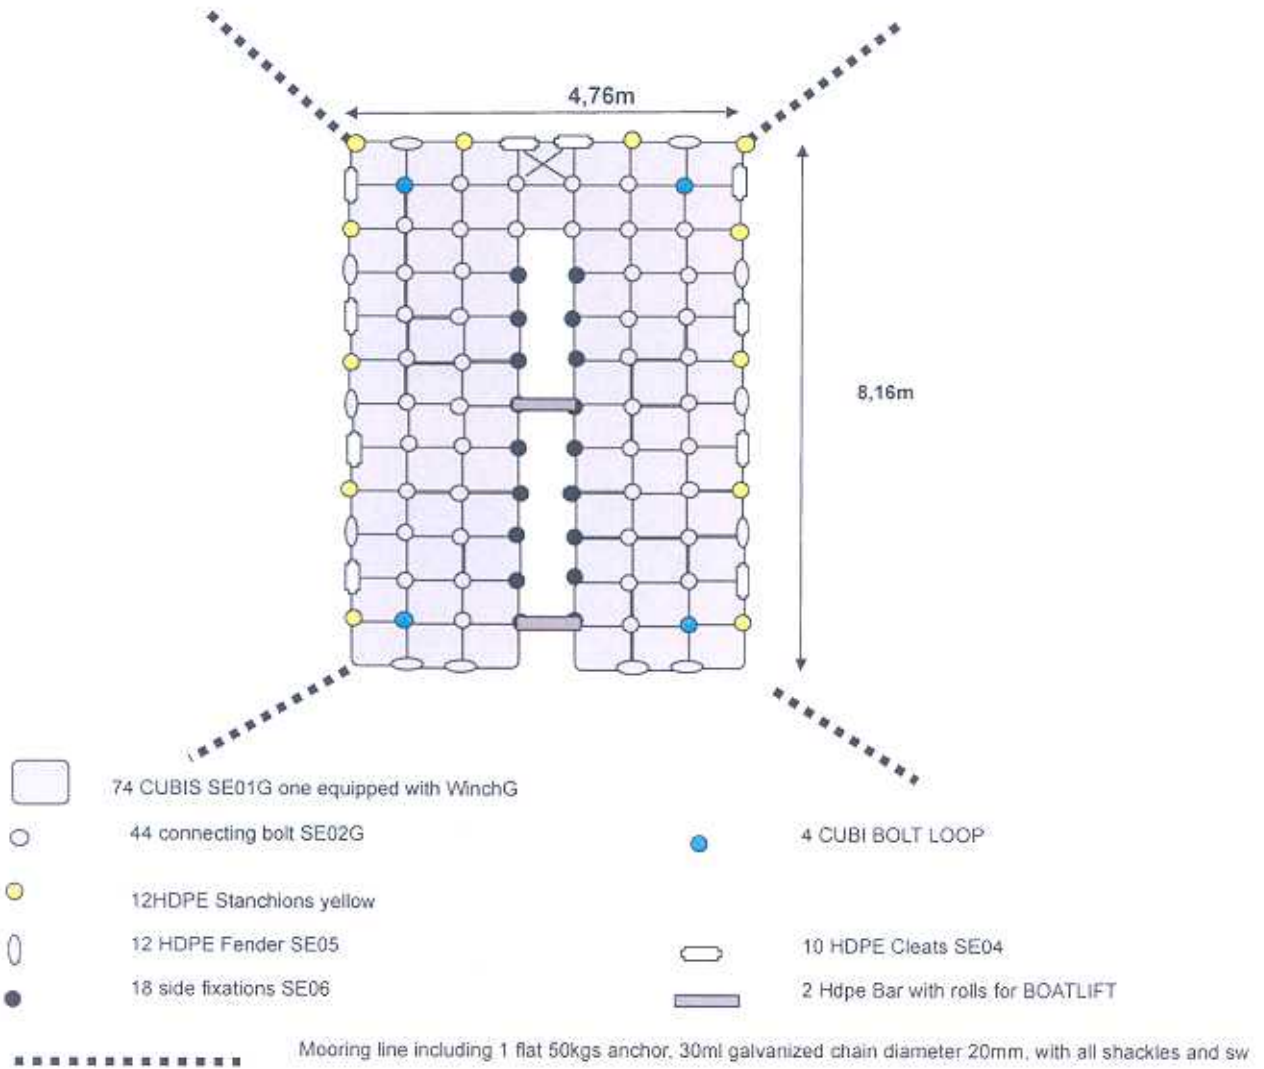 4,76m
8,16m
74 CUBIS SE01G one equipped with WinchG
44 connecting bolt SE02G
4 CUBI BOLT LOOP
12HDPE Stanchions yellow
12 HDPE Fender SE05
10 HDPE Cleats SE04
18 side fixations SE06
2 Hdpe Bar with rolls for BOATLIFT
Mooring line including 1 flat 50kgs anchor, 30ml galvanized chain diameter 20mm, with all shackles and sw